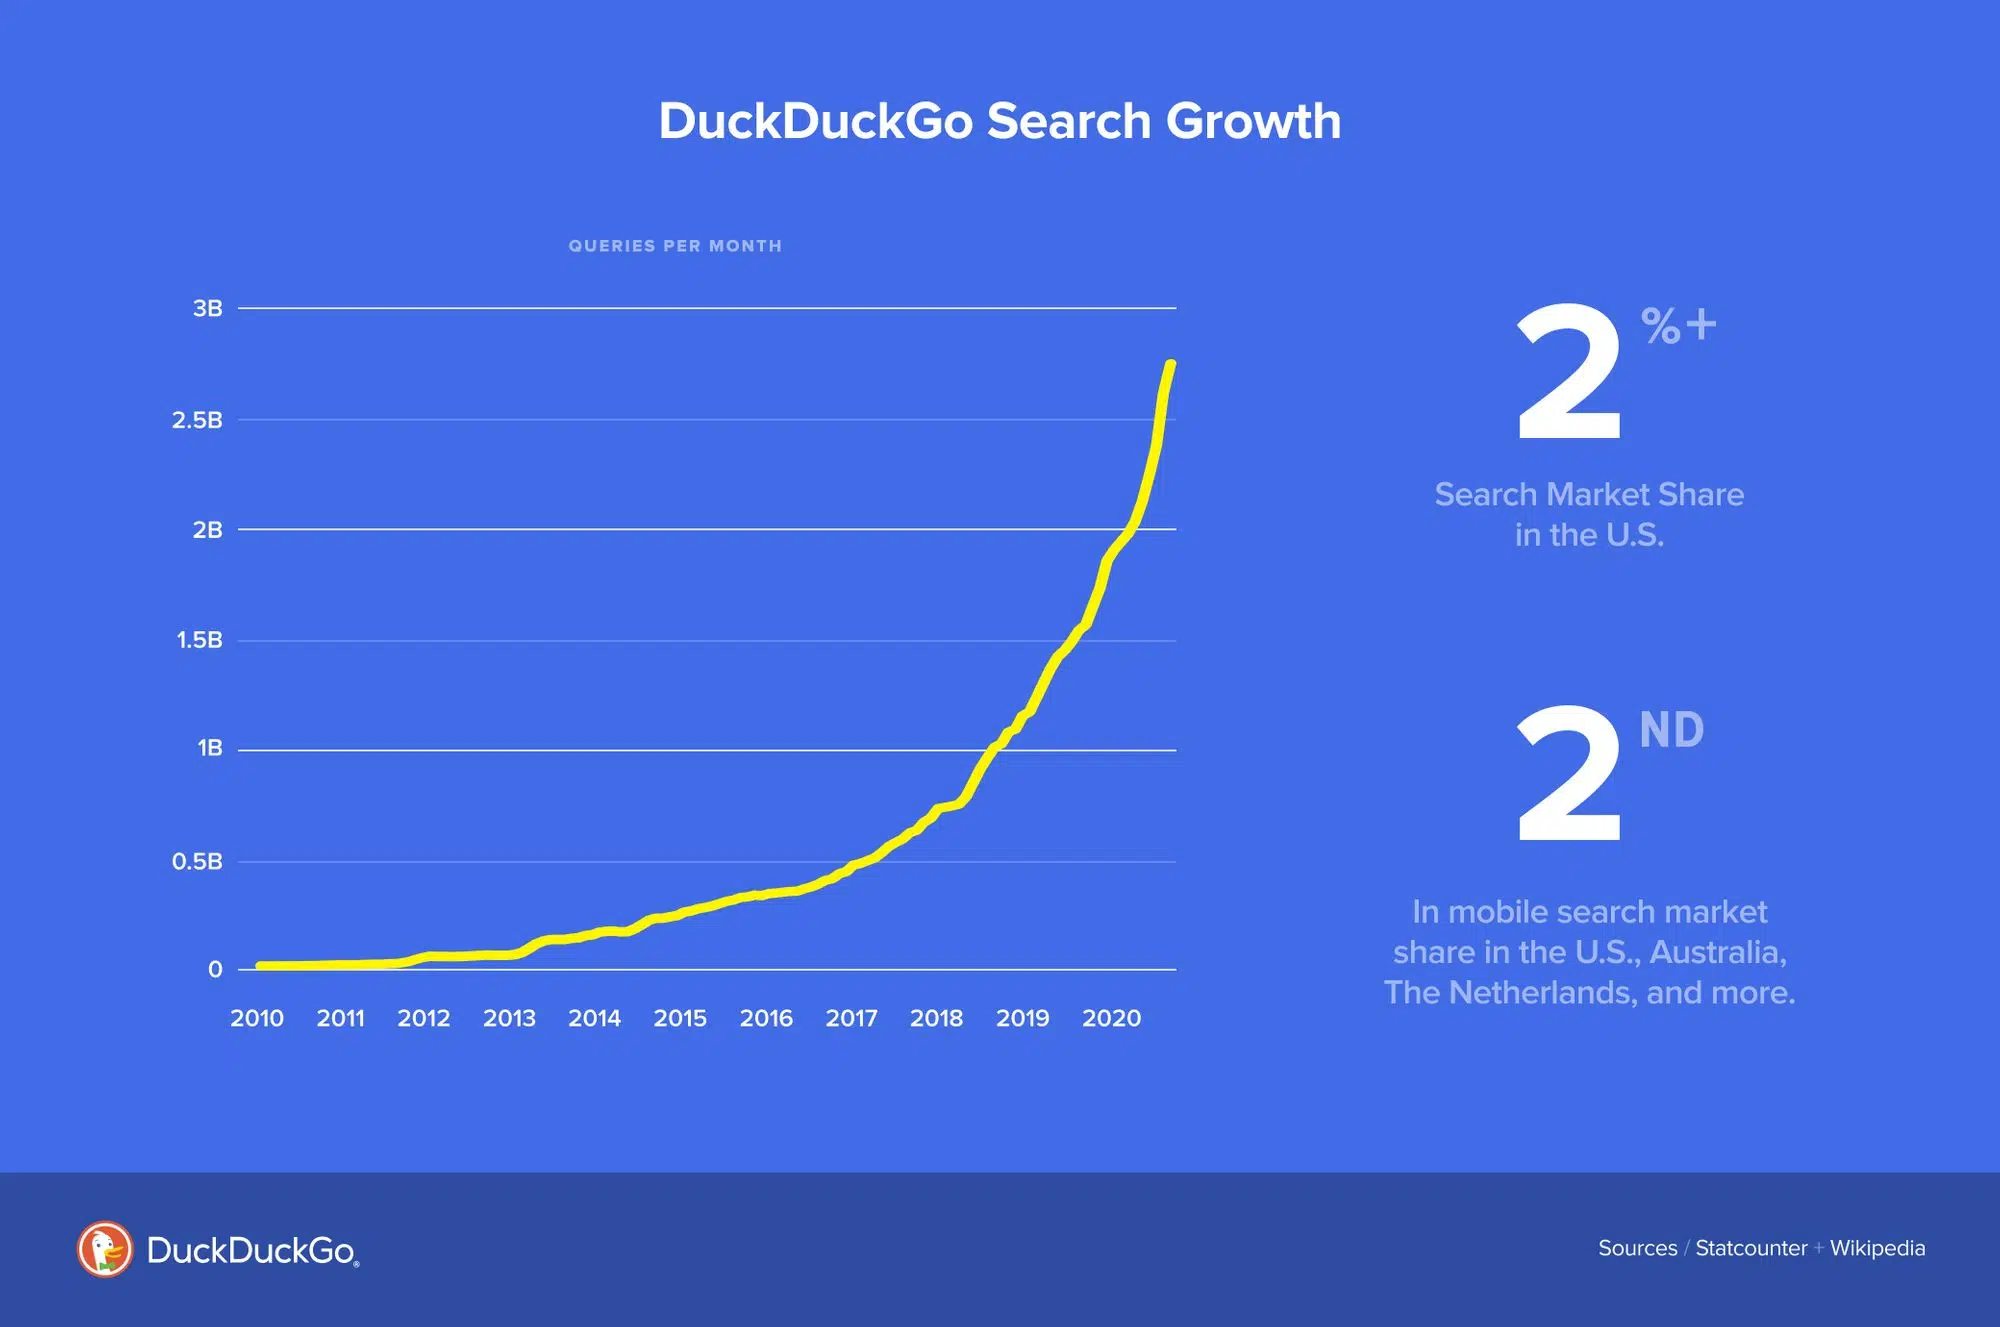 DuckDuckGo Search Growth
QUERIES PER MONTH
3B
2.5B
2B
1.5B
1B
0.5B
0
2010 2011 2012 2013 2014 2015 2016 2017 2018 2019 2020
2%+
Search Market Share
in the U.S.
2ND
In mobile search market
share in the U.S., Australia,
The Netherlands, and more.
DuckDuckGo®
Sources / Statcounter + Wikipedia